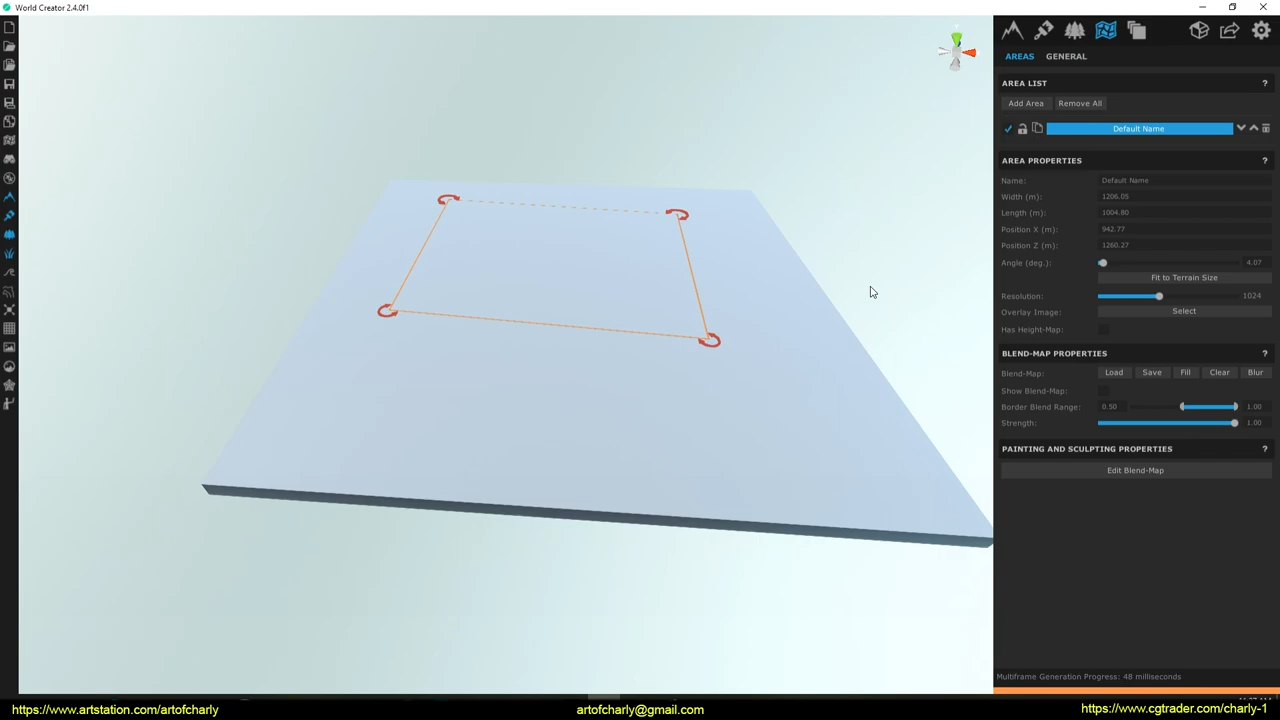 World Creator 2.4.0f1
AREAS GENERAL
AREA LIST ?
Add Area Remove All
Default Name
AREA PROPERTIES ?
Name: Default Name
Width (m): 1206.05
Length (m): 1004.80
Position X (m): 942.77
Position Z (m): 1260.27
Angle (deg.): 4.07
Fit to Terrain Size
Resolution: 1024
Overlay Image: Select
Has Height-Map:
BLEND-MAP PROPERTIES ?
Blend-Map: Load Save Fill Clear Blur
Show Blend-Map:
Border Blend Range: 0.50 1.00
Strength: 1.00
PAINTING AND SCULPTING PROPERTIES ?
Edit Blend-Map
Multiframe Generation Progress: 48 milliseconds
https://www.artstation.com/artofcharly artofcharly@gmail.com https://www.cgtrader.com/charly-1